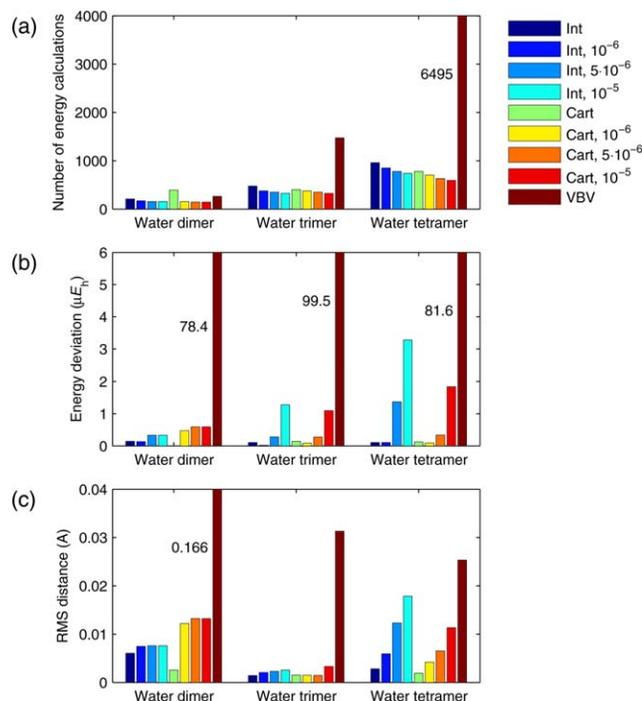 (a)
Number of energy calculations
4000
3000
2000
1000
0
6495
Water dimer Water trimer Water tetramer
Int
Int, 10⁻⁶
Int, 5·10⁻⁶
Int, 10⁻⁵
Cart
Cart, 10⁻⁶
Cart, 5·10⁻⁶
Cart, 10⁻⁵
VBV
(b)
Energy deviation (μEₕ)
6
5
4
3
2
1
0
78.4
99.5
81.6
Water dimer Water trimer Water tetramer
(c)
RMS distance (A)
0.04
0.03
0.02
0.01
0
0.166
Water dimer Water trimer Water tetramer